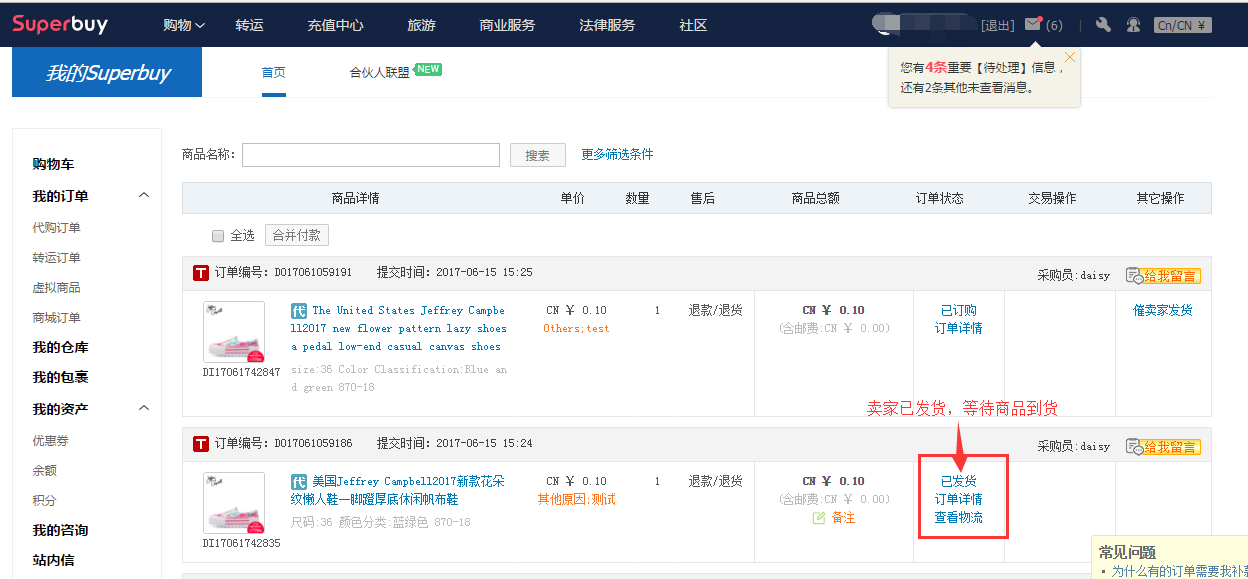 Superbuy 购物 转运 充值中心 旅游 商业服务 法律服务 社区 [退出] (6) Cn/CN ¥
我的Superbuy 首页 合伙人联盟 NEW
您有4条重要【待处理】信息，
还有2条其他未查看消息。
购物车
我的订单
代购订单
转运订单
虚拟商品
商城订单
我的仓库
我的包裹
我的资产
优惠券
余额
积分
我的咨询
站内信
商品名称： 搜索 更多筛选条件
商品详情 单价 数量 售后 商品总额 订单状态 交易操作 其它操作
全选 合并付款
T 订单编号：DO17061059191 提交时间：2017-06-15 15:25 采购员:daisy 给我留言
代 The United States Jeffrey Campbe CN ¥ 0.10 1 退款/退货 CN ¥ 0.10 已订购 催卖家发货
ll2017 new flower pattern lazy shoes Others;test (含邮费:CN ¥ 0.00) 订单详情
a pedal low-end casual canvas shoes
DI17061742847 size:36 Color Classification:Blue an
d green 870-18
卖家已发货，等待商品到货
T 订单编号：DO17061059186 提交时间：2017-06-15 15:24 采购员:daisy 给我留言
代 美国Jeffrey Campbell2017新款花朵 CN ¥ 0.10 1 退款/退货 CN ¥ 0.10 已发货
纹懒人鞋一脚蹬厚底休闲帆布鞋 其他原因;测试 (含邮费:CN ¥ 0.00) 订单详情
尺码:36 颜色分类:蓝绿色 870-18 备注 查看物流
DI17061742835
常见问题
• 为什么有的订单需要我补款